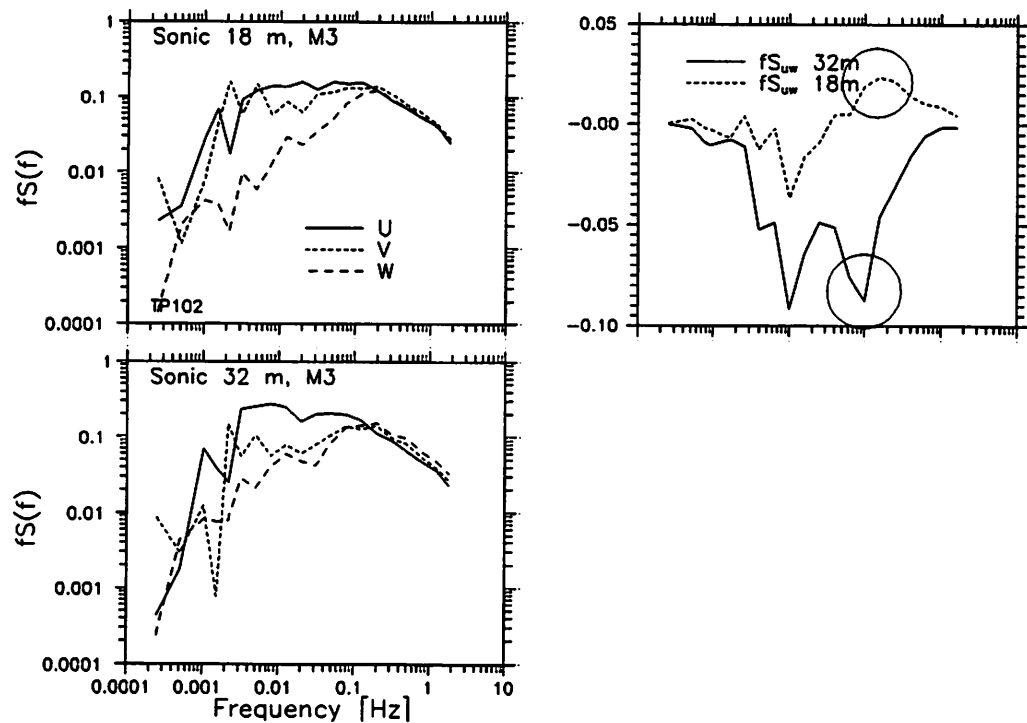 Sonic 18 m, M3
1
0.1
0.01
0.001
0.0001
fS(f)
U
V
W
TP102
0.05
-0.00
-0.05
-0.10
fSuw 32m
fSuw 18m
Sonic 32 m, M3
1
0.1
0.01
0.001
0.0001
fS(f)
0.0001 0.001 0.01 0.1 1 10
Frequency [Hz]